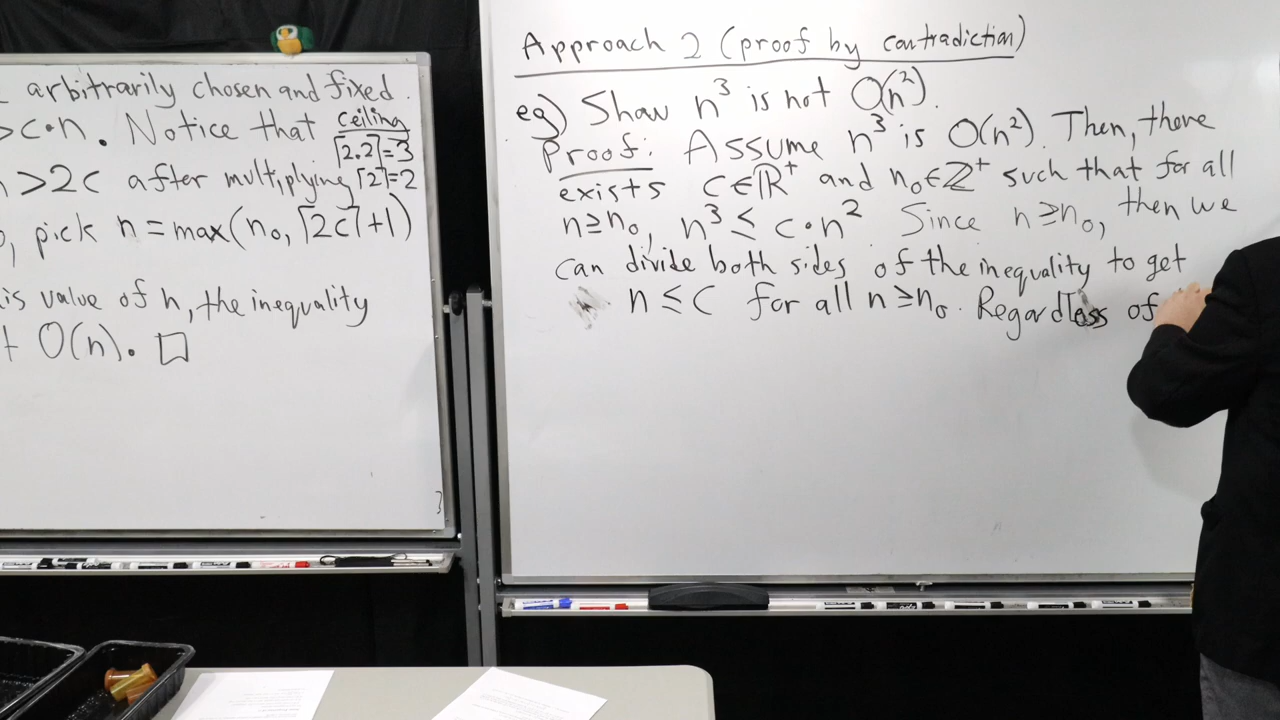 arbitrarily chosen and fixed.
>c·n. Notice that
ceiling
⌈2.2⌉=3
>2c after multiplying
⌈2⌉=2
pick n=max(n₀,⌈2c⌉+1)
is value of n, the inequality
O(n). □
3
Approach 2 (proof by contradiction)
eg) Show n³ is not O(n²).
Proof: Assume n³ is O(n²). Then, there
exists c∈ℝ⁺ and n₀∈ℤ⁺ such that for all
n≥n₀, n³≤c·n² Since n≥n₀, then we
can divide both sides of the inequality to get
n≤c for all n≥n₀. Regardless of